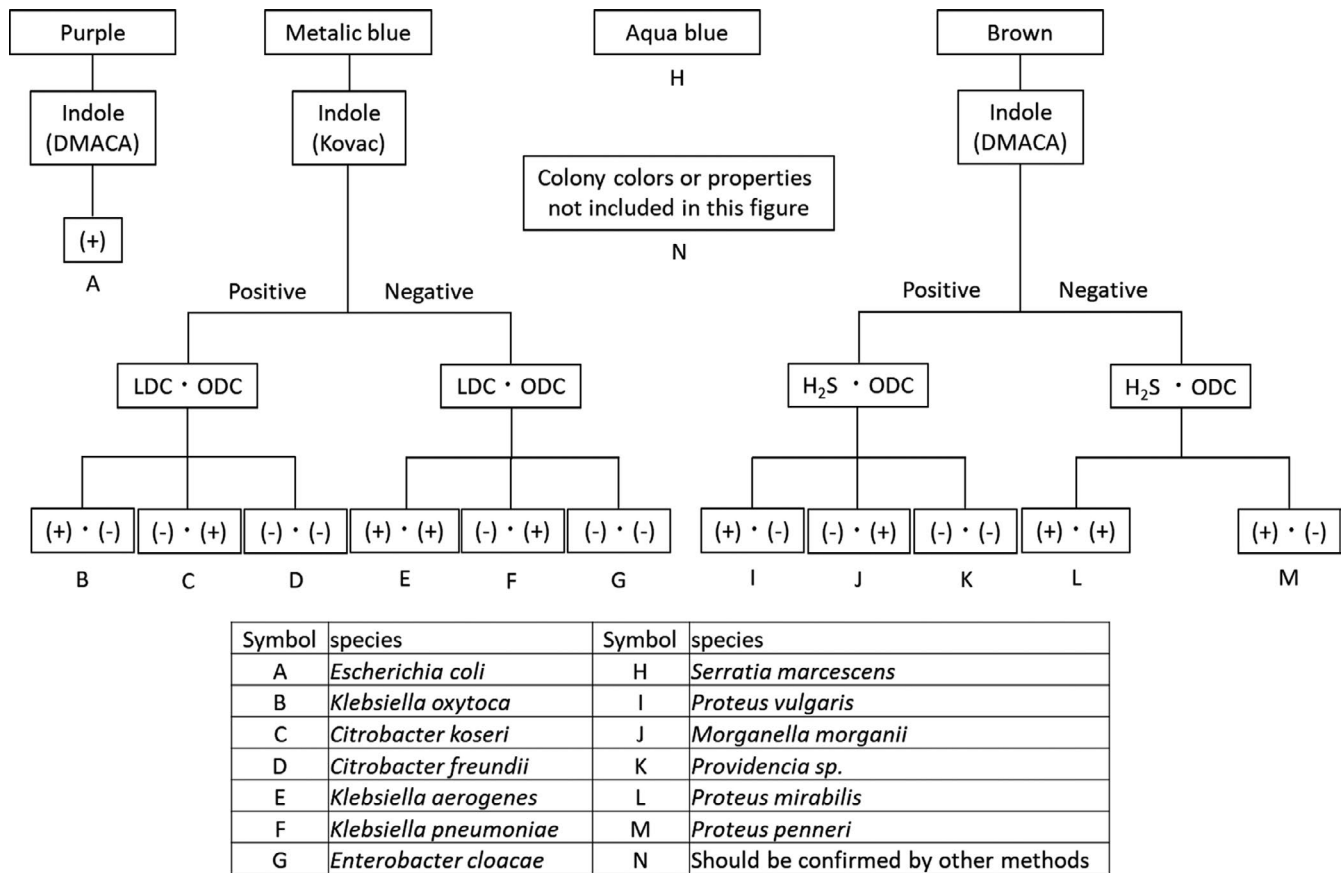 Purple
Metalic blue
Aqua blue
Brown
H
Indole
(DMACA)
Indole
(Kovac)
Indole
(DMACA)
Colony colors or properties
not included in this figure
N
(+)
A
Positive Negative
Positive Negative
LDC・ODC
LDC・ODC
H₂S ・ODC
H₂S ・ODC
(+)・(-)
(-)・(+)
(-)・(-)
(+)・(+)
(-)・(+)
(-)・(-)
(+)・(-)
(-)・(+)
(-)・(-)
(+)・(+)
(+)・(-)
B
C
D
E
F
G
I
J
K
L
M
Symbol species Symbol species
A Escherichia coli H Serratia marcescens
B Klebsiella oxytoca I Proteus vulgaris
C Citrobacter koseri J Morganella morganii
D Citrobacter freundii K Providencia sp.
E Klebsiella aerogenes L Proteus mirabilis
F Klebsiella pneumoniae M Proteus penneri
G Enterobacter cloacae N Should be confirmed by other methods